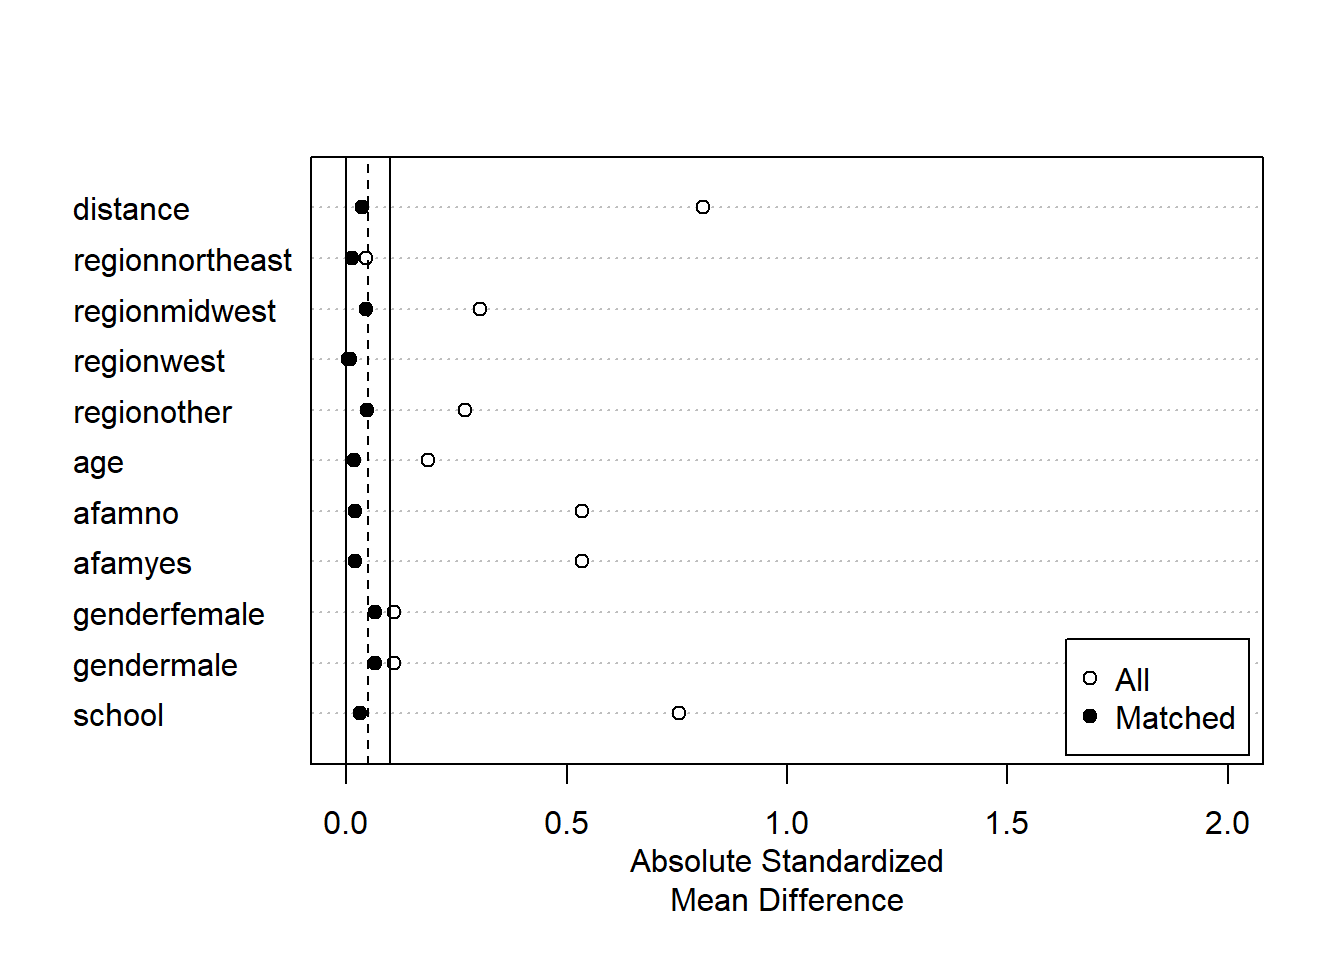 distance
regionnortheast
regionmidwest
regionwest
regionother
age
afamno
afamyes
genderfemale
gendermale
school
All
Matched
0.0 0.5 1.0 1.5 2.0
Absolute Standardized
Mean Difference